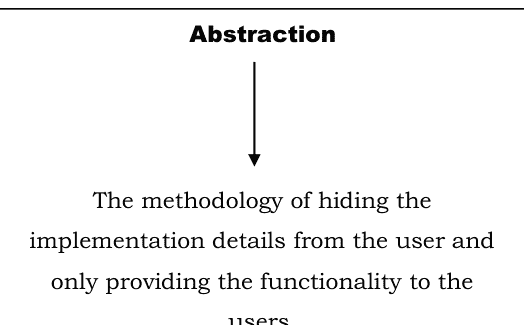 Abstraction
The methodology of hiding the
implementation details from the user and
only providing the functionality to the
users